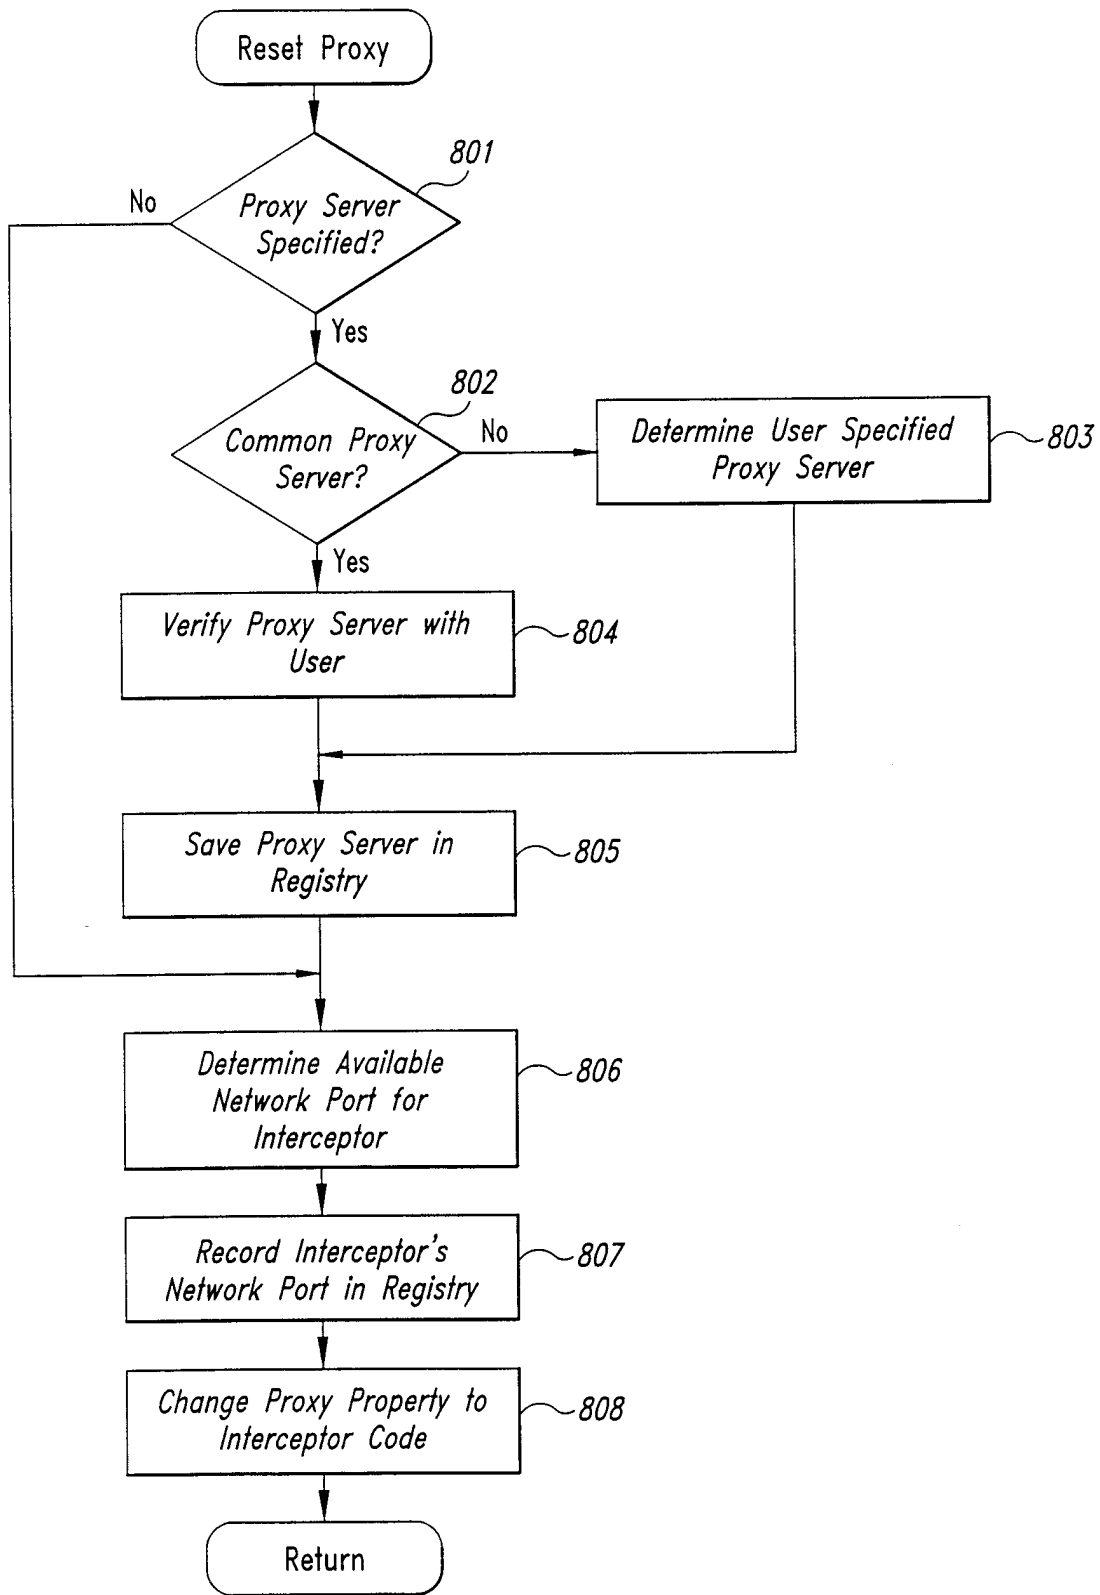 Reset Proxy
801
No
Proxy Server
Specified?
Yes
802
Common Proxy
Server?
No
Determine User Specified
Proxy Server
803
Yes
Verify Proxy Server with
User
804
Save Proxy Server in
Registry
805
Determine Available
Network Port for
Interceptor
806
Record Interceptor's
Network Port in Registry
807
Change Proxy Property to
Interceptor Code
808
Return